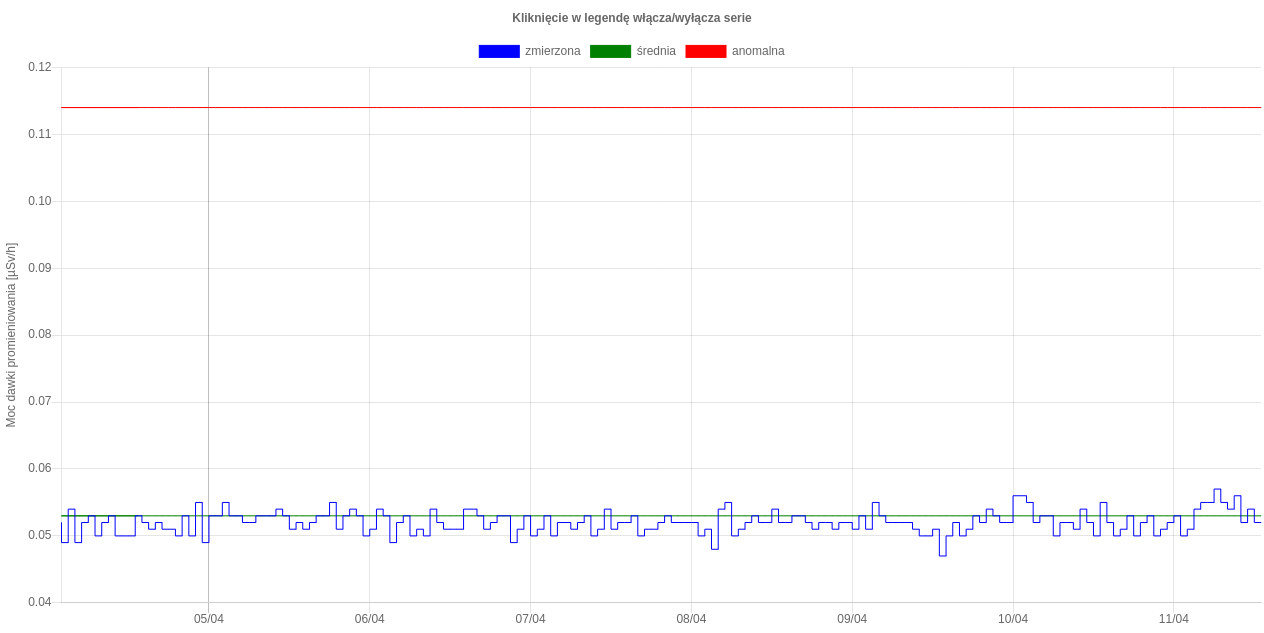 Kliknięcie w legendę włącza/wyłącza serie
zmierzona średnia anomalna
0.12
0.11
0.10
0.09
0.08
0.07
0.06
0.05
0.04
Moc dawki promieniowania [µSv/h]
05/04 06/04 07/04 08/04 09/04 10/04 11/04